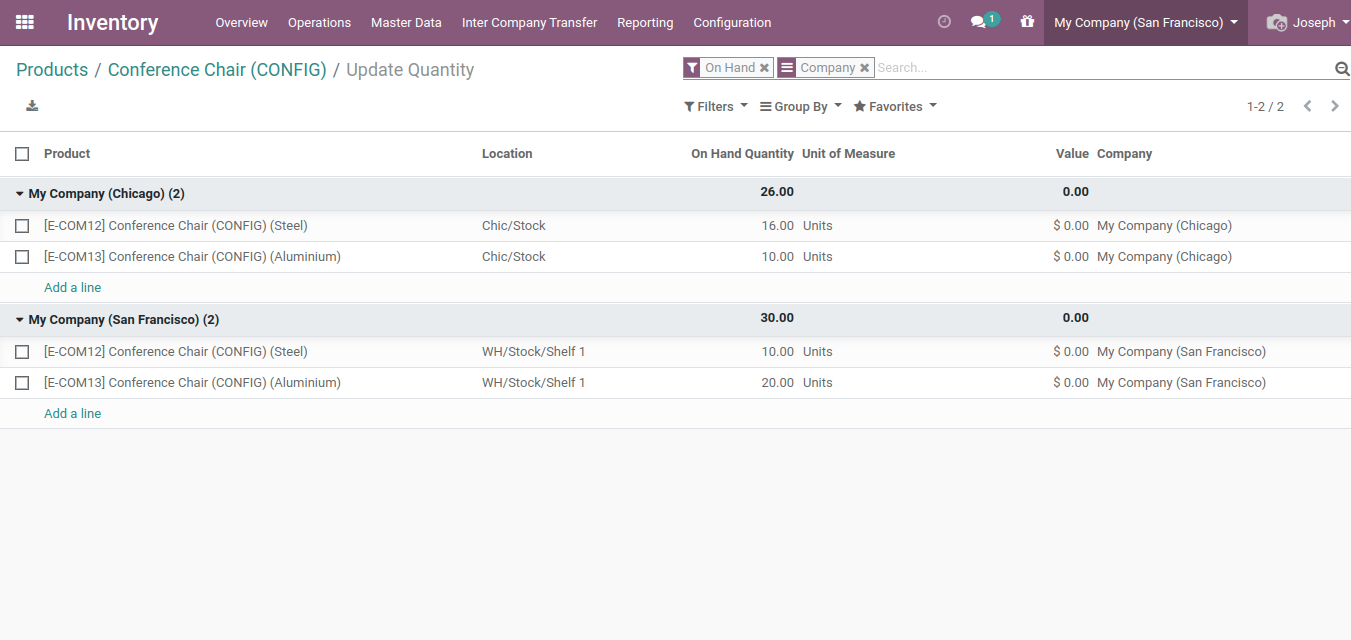 Inventory Overview Operations Master Data Inter Company Transfer Reporting Configuration 1 My Company (San Francisco) Joseph
Products / Conference Chair (CONFIG) / Update Quantity On Hand Company Search...
Filters Group By Favorites 1-2 / 2
Product Location On Hand Quantity Unit of Measure Value Company
My Company (Chicago) (2) 26.00 0.00
[E-COM12] Conference Chair (CONFIG) (Steel) Chic/Stock 16.00 Units $ 0.00 My Company (Chicago)
[E-COM13] Conference Chair (CONFIG) (Aluminium) Chic/Stock 10.00 Units $ 0.00 My Company (Chicago)
Add a line
My Company (San Francisco) (2) 30.00 0.00
[E-COM12] Conference Chair (CONFIG) (Steel) WH/Stock/Shelf 1 10.00 Units $ 0.00 My Company (San Francisco)
[E-COM13] Conference Chair (CONFIG) (Aluminium) WH/Stock/Shelf 1 20.00 Units $ 0.00 My Company (San Francisco)
Add a line